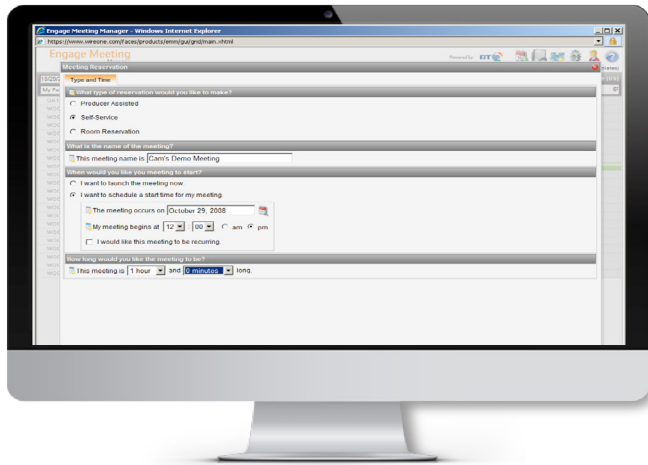 Engage Meeting Manager - Windows Internet Explorer
https://www.wireone.com/faces/products/emm/gui/grid/main.xhtml
Engage Meeting
BT
Meeting Reservation
Type and Time
What type of reservation would you like to make?
Producer Assisted
Self-Service
Room Reservation
What is the name of the meeting?
This meeting name is Cam's Demo Meeting
When would you like you meeting to start?
I want to launch the meeting now.
I want to schedule a start time for my meeting.
The meeting occurs on October 29, 2008
My meeting begins at 12 : 00 am pm
I would like this meeting to be recurring.
How long would you like the meeting to be?
This meeting is 1 hour and 0 minutes long.